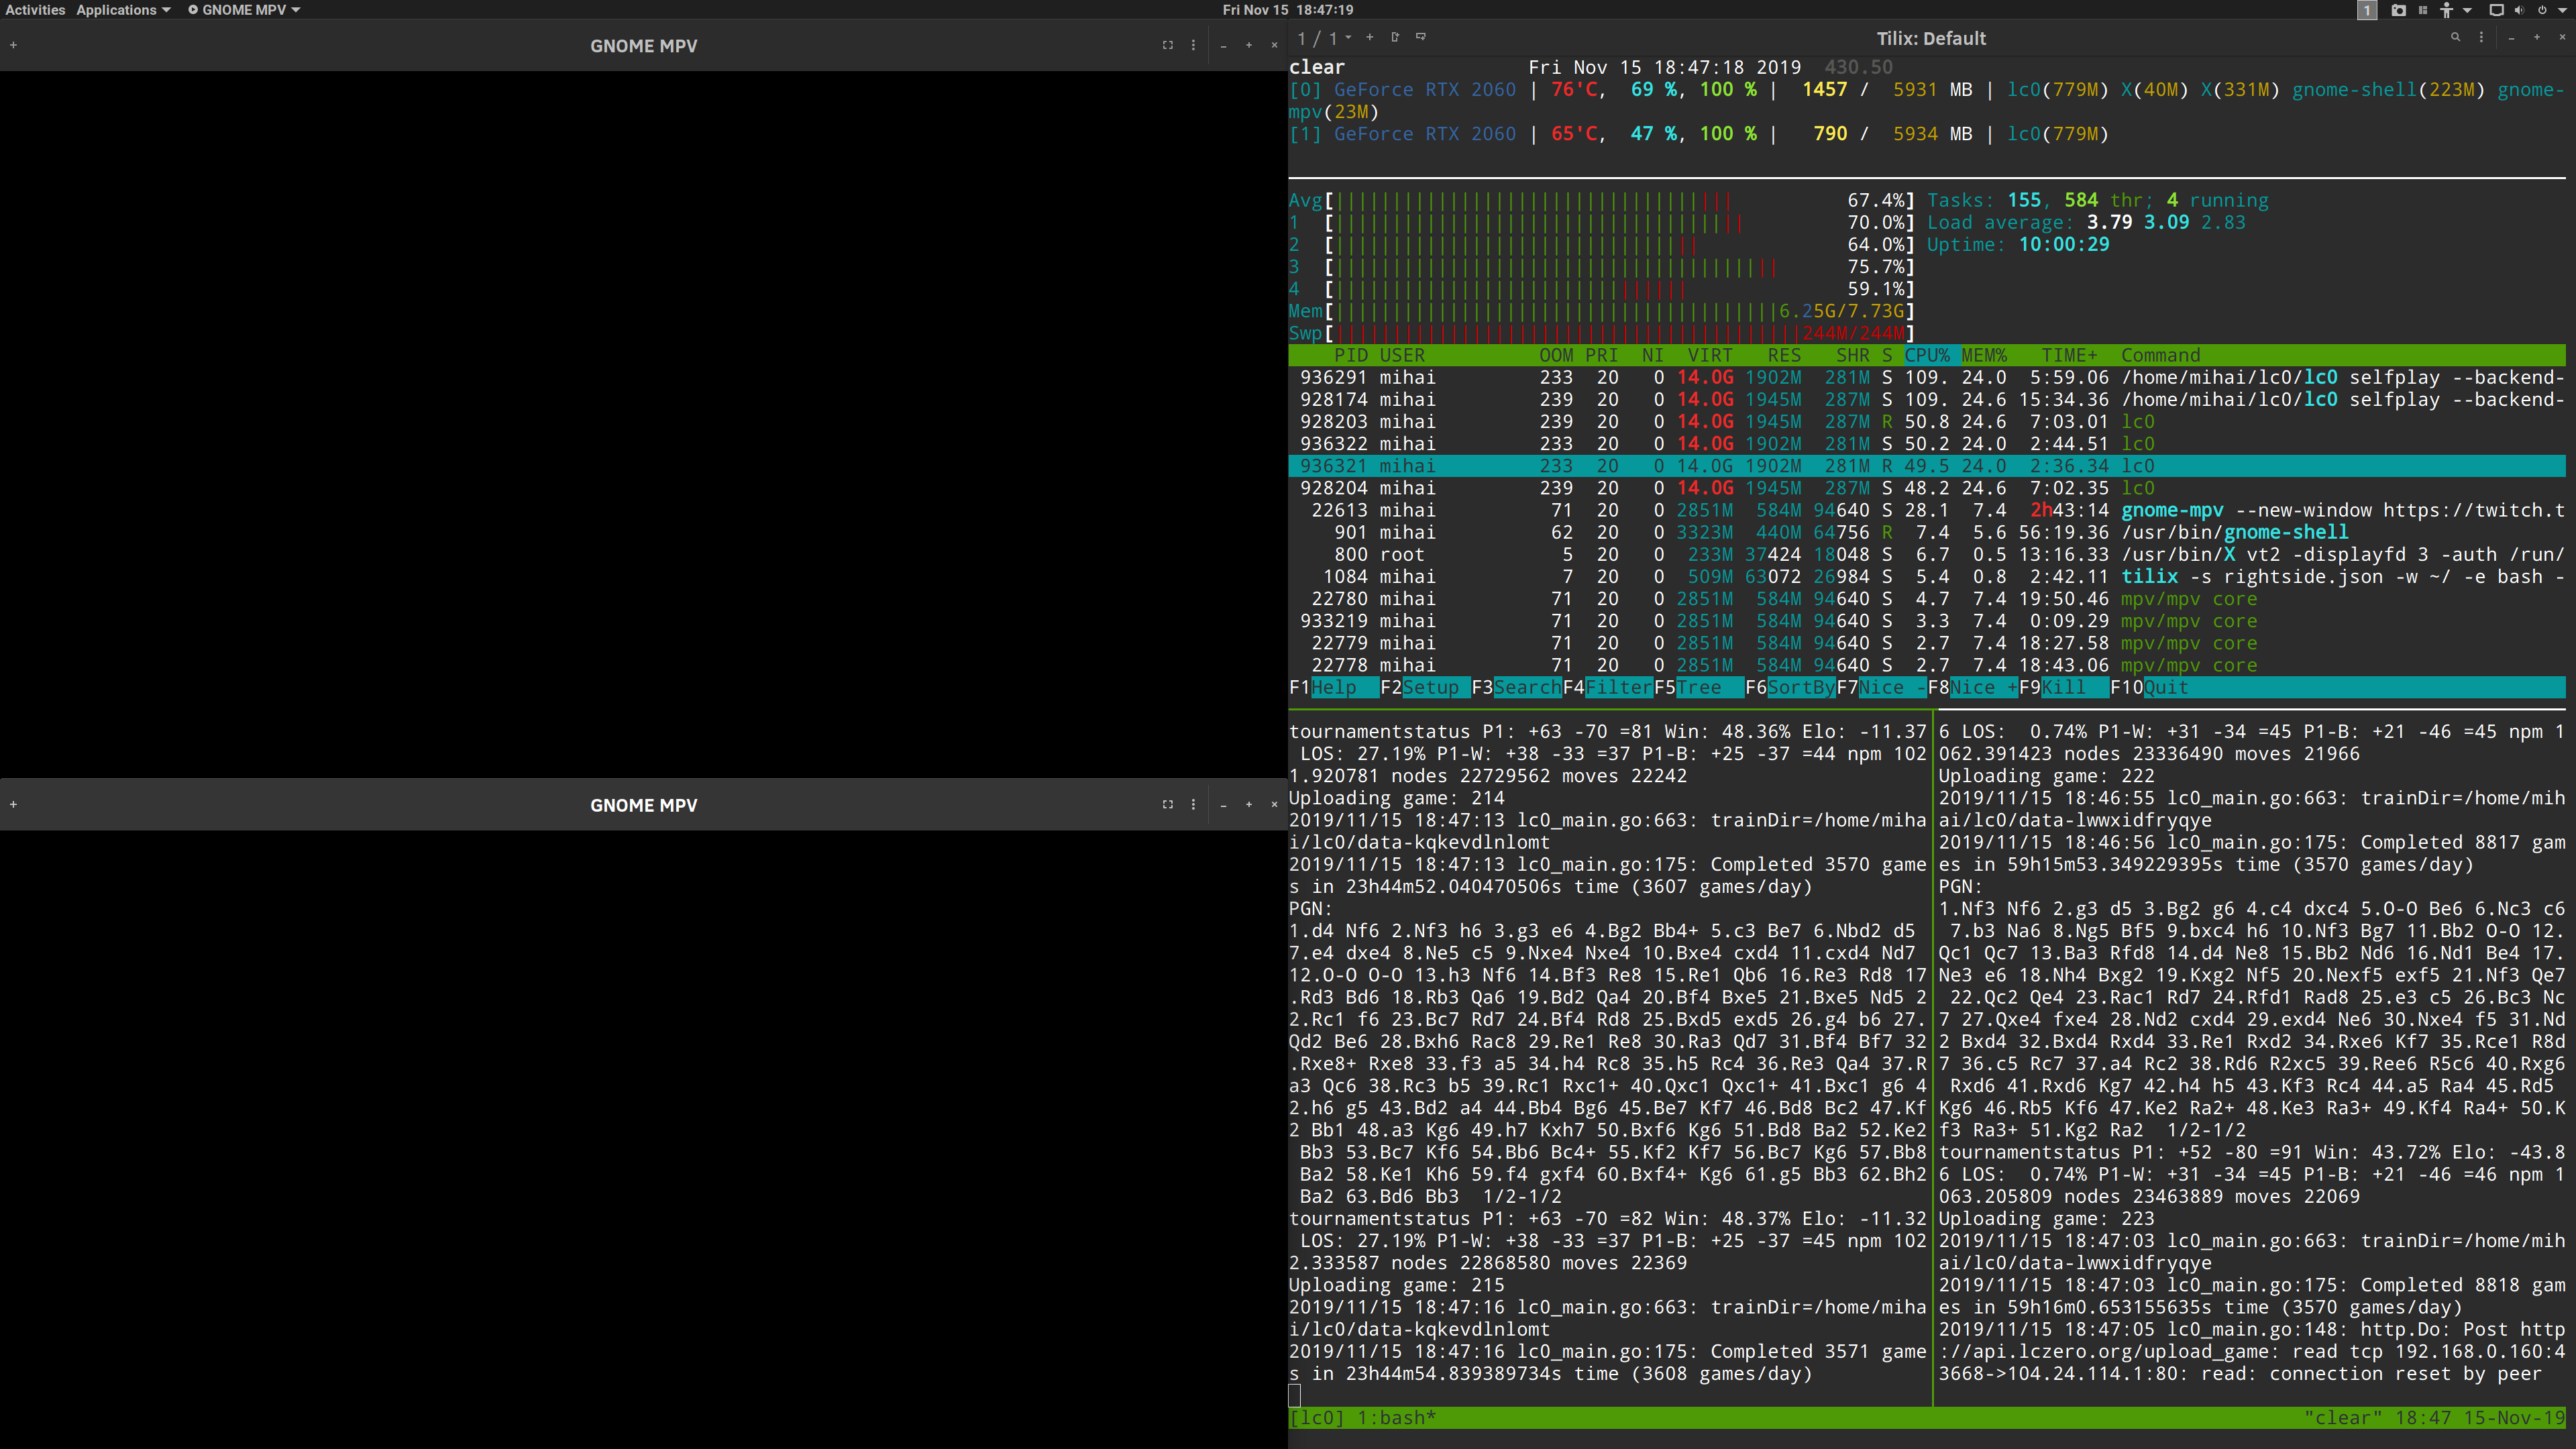 Activities Applications GNOME MPV Fri Nov 15 18:47:19 1
GNOME MPV
GNOME MPV
1 / 1 Tilix: Default
clear Fri Nov 15 18:47:18 2019 430.50
[0] GeForce RTX 2060 | 76'C, 69 %, 100 % | 1457 / 5931 MB | lc0(779M) X(40M) X(331M) gnome-shell(223M) gnome-
mpv(23M)
[1] GeForce RTX 2060 | 65'C, 47 %, 100 % | 790 / 5934 MB | lc0(779M)
Avg[ 67.4%] Tasks: 155, 584 thr; 4 running
1 [ 70.0%] Load average: 3.79 3.09 2.83
2 [ 64.0%] Uptime: 10:00:29
3 [ 75.7%]
4 [ 59.1%]
Mem[ 6.25G/7.73G]
Swp[ 244M/244M]
PID USER OOM PRI NI VIRT RES SHR S CPU% MEM% TIME+ Command
936291 mihai 233 20 0 14.0G 1902M 281M S 109. 24.0 5:59.06 /home/mihai/lc0/lc0 selfplay --backend-
928174 mihai 239 20 0 14.0G 1945M 287M S 109. 24.6 15:34.36 /home/mihai/lc0/lc0 selfplay --backend-
928203 mihai 239 20 0 14.0G 1945M 287M R 50.8 24.6 7:03.01 lc0
936322 mihai 233 20 0 14.0G 1902M 281M S 50.2 24.0 2:44.51 lc0
936321 mihai 233 20 0 14.0G 1902M 281M R 49.5 24.0 2:36.34 lc0
928204 mihai 239 20 0 14.0G 1945M 287M S 48.2 24.6 7:02.35 lc0
22613 mihai 71 20 0 2851M 584M 94640 S 28.1 7.4 2h43:14 gnome-mpv --new-window https://twitch.t
901 mihai 62 20 0 3323M 440M 64756 R 7.4 5.6 56:19.36 /usr/bin/gnome-shell
800 root 5 20 0 233M 37424 18048 S 6.7 0.5 13:16.33 /usr/bin/X vt2 -displayfd 3 -auth /run/
1084 mihai 7 20 0 509M 63072 26984 S 5.4 0.8 2:42.11 tilix -s rightside.json -w ~/ -e bash -
22780 mihai 71 20 0 2851M 584M 94640 S 4.7 7.4 19:50.46 mpv/mpv core
933219 mihai 71 20 0 2851M 584M 94640 S 3.3 7.4 0:09.29 mpv/mpv core
22779 mihai 71 20 0 2851M 584M 94640 S 2.7 7.4 18:27.58 mpv/mpv core
22778 mihai 71 20 0 2851M 584M 94640 S 2.7 7.4 18:43.06 mpv/mpv core
F1Help F2Setup F3SearchF4FilterF5Tree F6SortByF7Nice -F8Nice +F9Kill F10Quit
tournamentstatus P1: +63 -70 =81 Win: 48.36% Elo: -11.37
LOS: 27.19% P1-W: +38 -33 =37 P1-B: +25 -37 =44 npm 102
1.920781 nodes 22729562 moves 22242
Uploading game: 214
2019/11/15 18:47:13 lc0_main.go:663: trainDir=/home/miha
i/lc0/data-kqkevdlnlomt
2019/11/15 18:47:13 lc0_main.go:175: Completed 3570 game
s in 23h44m52.040470506s time (3607 games/day)
PGN:
1.d4 Nf6 2.Nf3 h6 3.g3 e6 4.Bg2 Bb4+ 5.c3 Be7 6.Nbd2 d5
7.e4 dxe4 8.Ne5 c5 9.Nxe4 Nxe4 10.Bxe4 cxd4 11.cxd4 Nd7
12.O-O O-O 13.h3 Nf6 14.Bf3 Re8 15.Re1 Qb6 16.Re3 Rd8 17
.Rd3 Bd6 18.Rb3 Qa6 19.Bd2 Qa4 20.Bf4 Bxe5 21.Bxe5 Nd5 2
2.Rc1 f6 23.Bc7 Rd7 24.Bf4 Rd8 25.Bxd5 exd5 26.g4 b6 27.
Qd2 Be6 28.Bxh6 Rac8 29.Re1 Re8 30.Ra3 Qd7 31.Bf4 Bf7 32
.Rxe8+ Rxe8 33.f3 a5 34.h4 Rc8 35.h5 Rc4 36.Re3 Qa4 37.R
a3 Qc6 38.Rc3 b5 39.Rc1 Rxc1+ 40.Qxc1 Qxc1+ 41.Bxc1 g6 4
2.h6 g5 43.Bd2 a4 44.Bb4 Bg6 45.Be7 Kf7 46.Bd8 Bc2 47.Kf
2 Bb1 48.a3 Kg6 49.h7 Kxh7 50.Bxf6 Kg6 51.Bd8 Ba2 52.Ke2
Bb3 53.Bc7 Kf6 54.Bb6 Bc4+ 55.Kf2 Kf7 56.Bc7 Kg6 57.Bb8
Ba2 58.Ke1 Kh6 59.f4 gxf4 60.Bxf4+ Kg6 61.g5 Bb3 62.Bh2
Ba2 63.Bd6 Bb3 1/2-1/2
tournamentstatus P1: +63 -70 =82 Win: 48.37% Elo: -11.32
LOS: 27.19% P1-W: +38 -33 =37 P1-B: +25 -37 =45 npm 102
2.333587 nodes 22868580 moves 22369
Uploading game: 215
2019/11/15 18:47:16 lc0_main.go:663: trainDir=/home/miha
i/lc0/data-kqkevdlnlomt
2019/11/15 18:47:16 lc0_main.go:175: Completed 3571 game
s in 23h44m54.839389734s time (3608 games/day)
6 LOS: 0.74% P1-W: +31 -34 =45 P1-B: +21 -46 =45 npm 1
062.391423 nodes 23336490 moves 21966
Uploading game: 222
2019/11/15 18:46:55 lc0_main.go:663: trainDir=/home/mih
ai/lc0/data-lwwxidfryqye
2019/11/15 18:46:56 lc0_main.go:175: Completed 8817 gam
es in 59h15m53.349229395s time (3570 games/day)
PGN:
1.Nf3 Nf6 2.g3 d5 3.Bg2 g6 4.c4 dxc4 5.O-O Be6 6.Nc3 c6
7.b3 Na6 8.Ng5 Bf5 9.bxc4 h6 10.Nf3 Bg7 11.Bb2 O-O 12.
Qc1 Qc7 13.Ba3 Rfd8 14.d4 Ne8 15.Bb2 Nd6 16.Nd1 Be4 17.
Ne3 e6 18.Nh4 Bxg2 19.Kxg2 Nf5 20.Nexf5 exf5 21.Nf3 Qe7
22.Qc2 Qe4 23.Rac1 Rd7 24.Rfd1 Rad8 25.e3 c5 26.Bc3 Nc
7 27.Qxe4 fxe4 28.Nd2 cxd4 29.exd4 Ne6 30.Nxe4 f5 31.Nd
2 Bxd4 32.Bxd4 Rxd4 33.Re1 Rxd2 34.Rxe6 Kf7 35.Rce1 R8d
7 36.c5 Rc7 37.a4 Rc2 38.Rd6 R2xc5 39.Ree6 R5c6 40.Rxg6
Rxd6 41.Rxd6 Kg7 42.h4 h5 43.Kf3 Rc4 44.a5 Ra4 45.Rd5
Kg6 46.Rb5 Kf6 47.Ke2 Ra2+ 48.Ke3 Ra3+ 49.Kf4 Ra4+ 50.K
f3 Ra3+ 51.Kg2 Ra2 1/2-1/2
tournamentstatus P1: +52 -80 =91 Win: 43.72% Elo: -43.8
6 LOS: 0.74% P1-W: +31 -34 =45 P1-B: +21 -46 =46 npm 1
063.205809 nodes 23463889 moves 22069
Uploading game: 223
2019/11/15 18:47:03 lc0_main.go:663: trainDir=/home/mih
ai/lc0/data-lwwxidfryqye
2019/11/15 18:47:03 lc0_main.go:175: Completed 8818 gam
es in 59h16m0.653155635s time (3570 games/day)
2019/11/15 18:47:05 lc0_main.go:148: http.Do: Post http
://api.lczero.org/upload_game: read tcp 192.168.0.160:4
3668->104.24.114.1:80: read: connection reset by peer
[lc0] 1:bash* "clear" 18:47 15-Nov-19